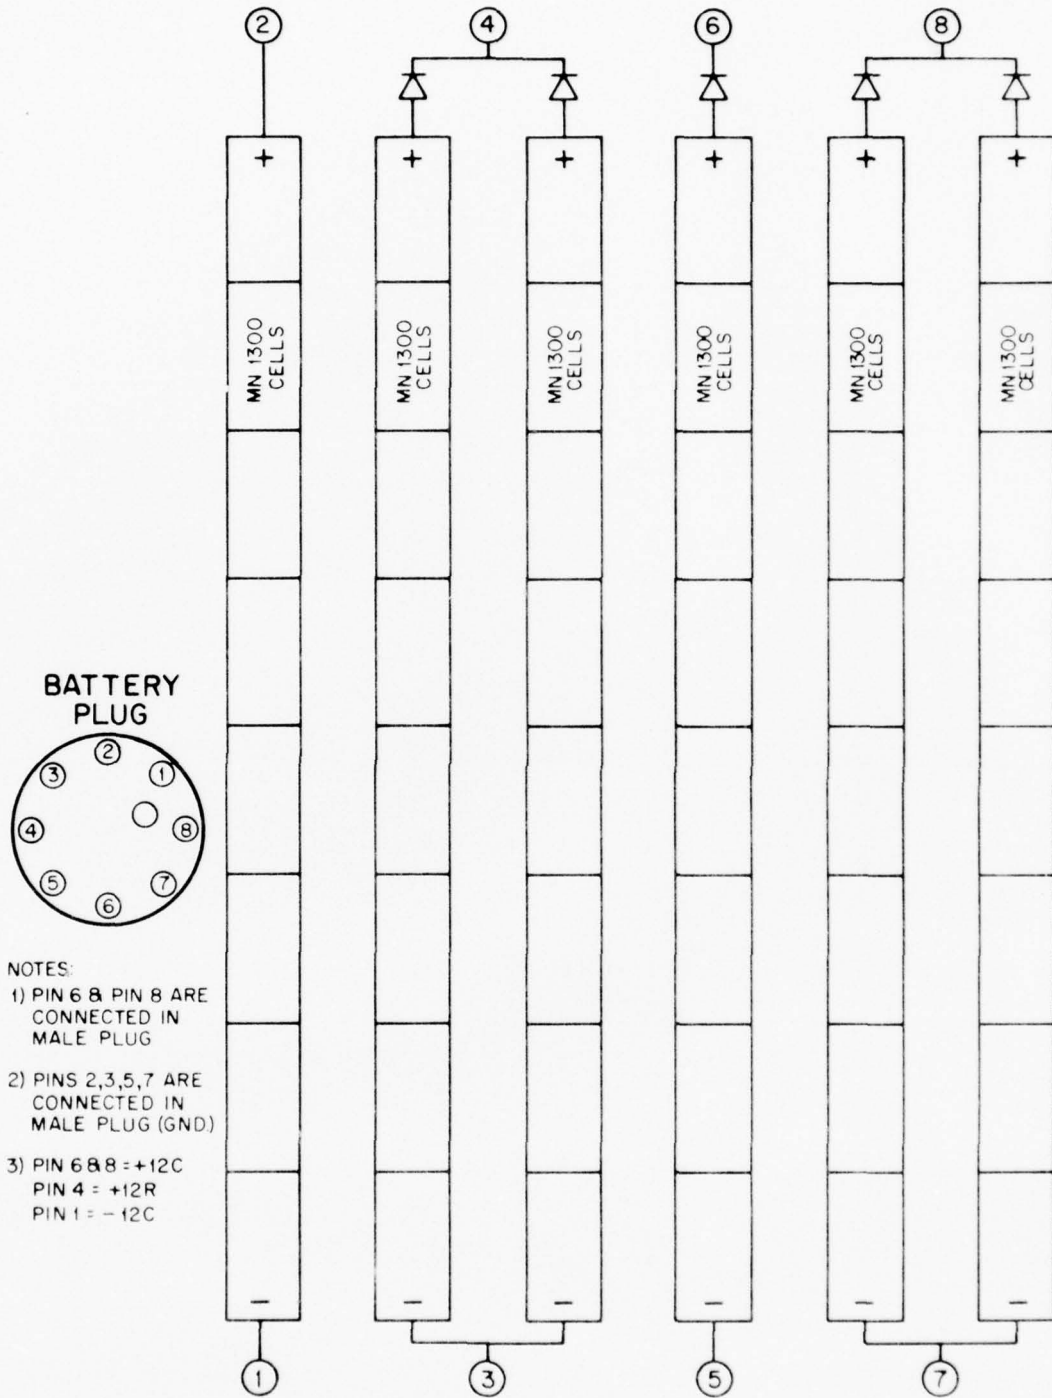 2
4
6
8
+
+
+
+
+
+
MN 1300
CELLS
MN 1300
CELLS
MN 1300
CELLS
MN 1300
CELLS
MN 1300
CELLS
MN 1300
CELLS
BATTERY
PLUG
2
3
1
4
8
5
7
6
NOTES:
1) PIN 6 & PIN 8 ARE
CONNECTED IN
MALE PLUG
2) PINS 2,3,5,7 ARE
CONNECTED IN
MALE PLUG (GND.)
3) PIN 6&8 = +12C
PIN 4 = +12R
PIN 1 = -12C
−
−
−
−
−
−
1
3
5
7